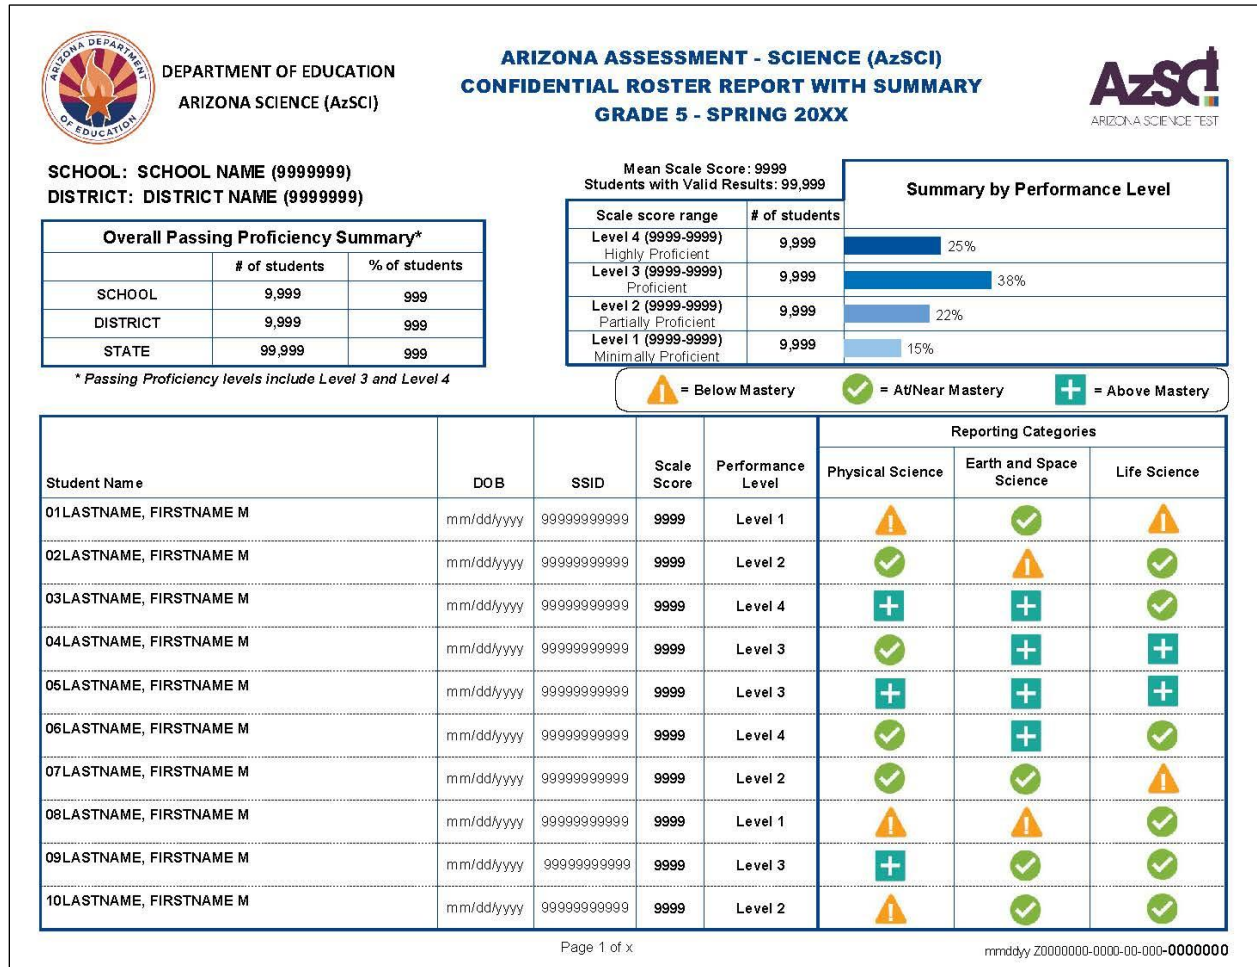 ARIZONA DEPARTMENT
OF EDUCATION
DEPARTMENT OF EDUCATION
ARIZONA SCIENCE (AzSCI)
ARIZONA ASSESSMENT - SCIENCE (AzSCI)
CONFIDENTIAL ROSTER REPORT WITH SUMMARY
GRADE 5 - SPRING 20XX
AzSCI
ARIZONA SCIENCE TEST
SCHOOL: SCHOOL NAME (9999999)
DISTRICT: DISTRICT NAME (9999999)
Overall Passing Proficiency Summary*
# of students % of students
SCHOOL 9,999 999
DISTRICT 9,999 999
STATE 99,999 999
* Passing Proficiency levels include Level 3 and Level 4
Mean Scale Score: 9999
Students with Valid Results: 99,999
Summary by Performance Level
Scale score range # of students
Level 4 (9999-9999) 9,999 25%
Highly Proficient
Level 3 (9999-9999) 9,999 38%
Proficient
Level 2 (9999-9999) 9,999 22%
Partially Proficient
Level 1 (9999-9999) 9,999 15%
Minimally Proficient
! = Below Mastery = At/Near Mastery + = Above Mastery
Reporting Categories
Student Name DOB SSID Scale Score Performance Level Physical Science Earth and Space Science Life Science
01LASTNAME, FIRSTNAME M mm/dd/yyyy 99999999999 9999 Level 1 ! !
02LASTNAME, FIRSTNAME M mm/dd/yyyy 99999999999 9999 Level 2 !
03LASTNAME, FIRSTNAME M mm/dd/yyyy 99999999999 9999 Level 4 + +
04LASTNAME, FIRSTNAME M mm/dd/yyyy 99999999999 9999 Level 3 + +
05LASTNAME, FIRSTNAME M mm/dd/yyyy 99999999999 9999 Level 3 + + +
06LASTNAME, FIRSTNAME M mm/dd/yyyy 99999999999 9999 Level 4 +
07LASTNAME, FIRSTNAME M mm/dd/yyyy 99999999999 9999 Level 2 !
08LASTNAME, FIRSTNAME M mm/dd/yyyy 99999999999 9999 Level 1 ! !
09LASTNAME, FIRSTNAME M mm/dd/yyyy 99999999999 9999 Level 3 +
10LASTNAME, FIRSTNAME M mm/dd/yyyy 99999999999 9999 Level 2 !
Page 1 of x
mmddyy Z0000000-0000-00-000-0000000